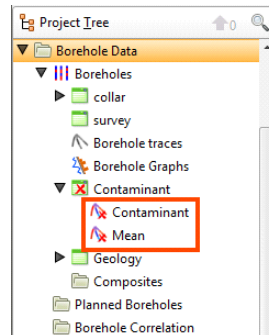 Project Tree 0
Borehole Data
Boreholes
collar
survey
Borehole traces
Borehole Graphs
Contaminant
Contaminant
Mean
Geology
Composites
Planned Boreholes
Borehole Correlation